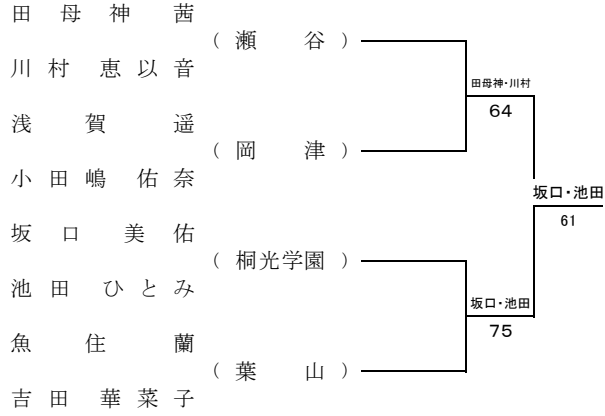 田母神 茜
(瀬谷)
川村 恵以音
田母神・川村
64
浅賀 遥
(岡津)
小田嶋 佑奈
坂口・池田
61
坂口 美佑
(桐光学園)
池田 ひとみ
坂口・池田
75
魚住 蘭
(葉山)
吉田 華菜子